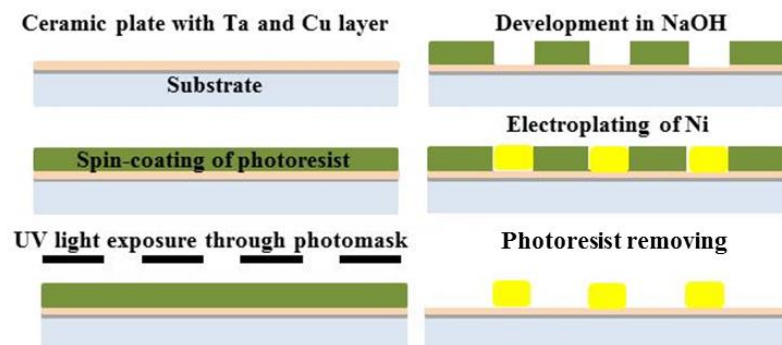 Ceramic plate with Ta and Cu layer
Substrate
Spin-coating of photoresist
UV light exposure through photomask
Development in NaOH
Electroplating of Ni
Photoresist removing